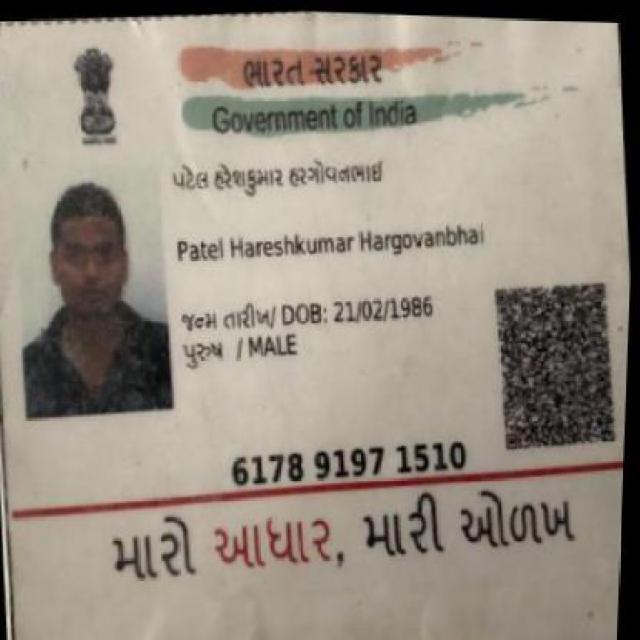 ભારત સરકાર
Government of India
પટેલ હરેશકુમાર હરગોવનભાઈ
Patel Hareshkumar Hargovanbhai
જન્મ તારીખ/ DOB: 21/02/1986
પુરુષ / MALE
6178 9197 1510
મારો આધાર, મારી ઓળખ